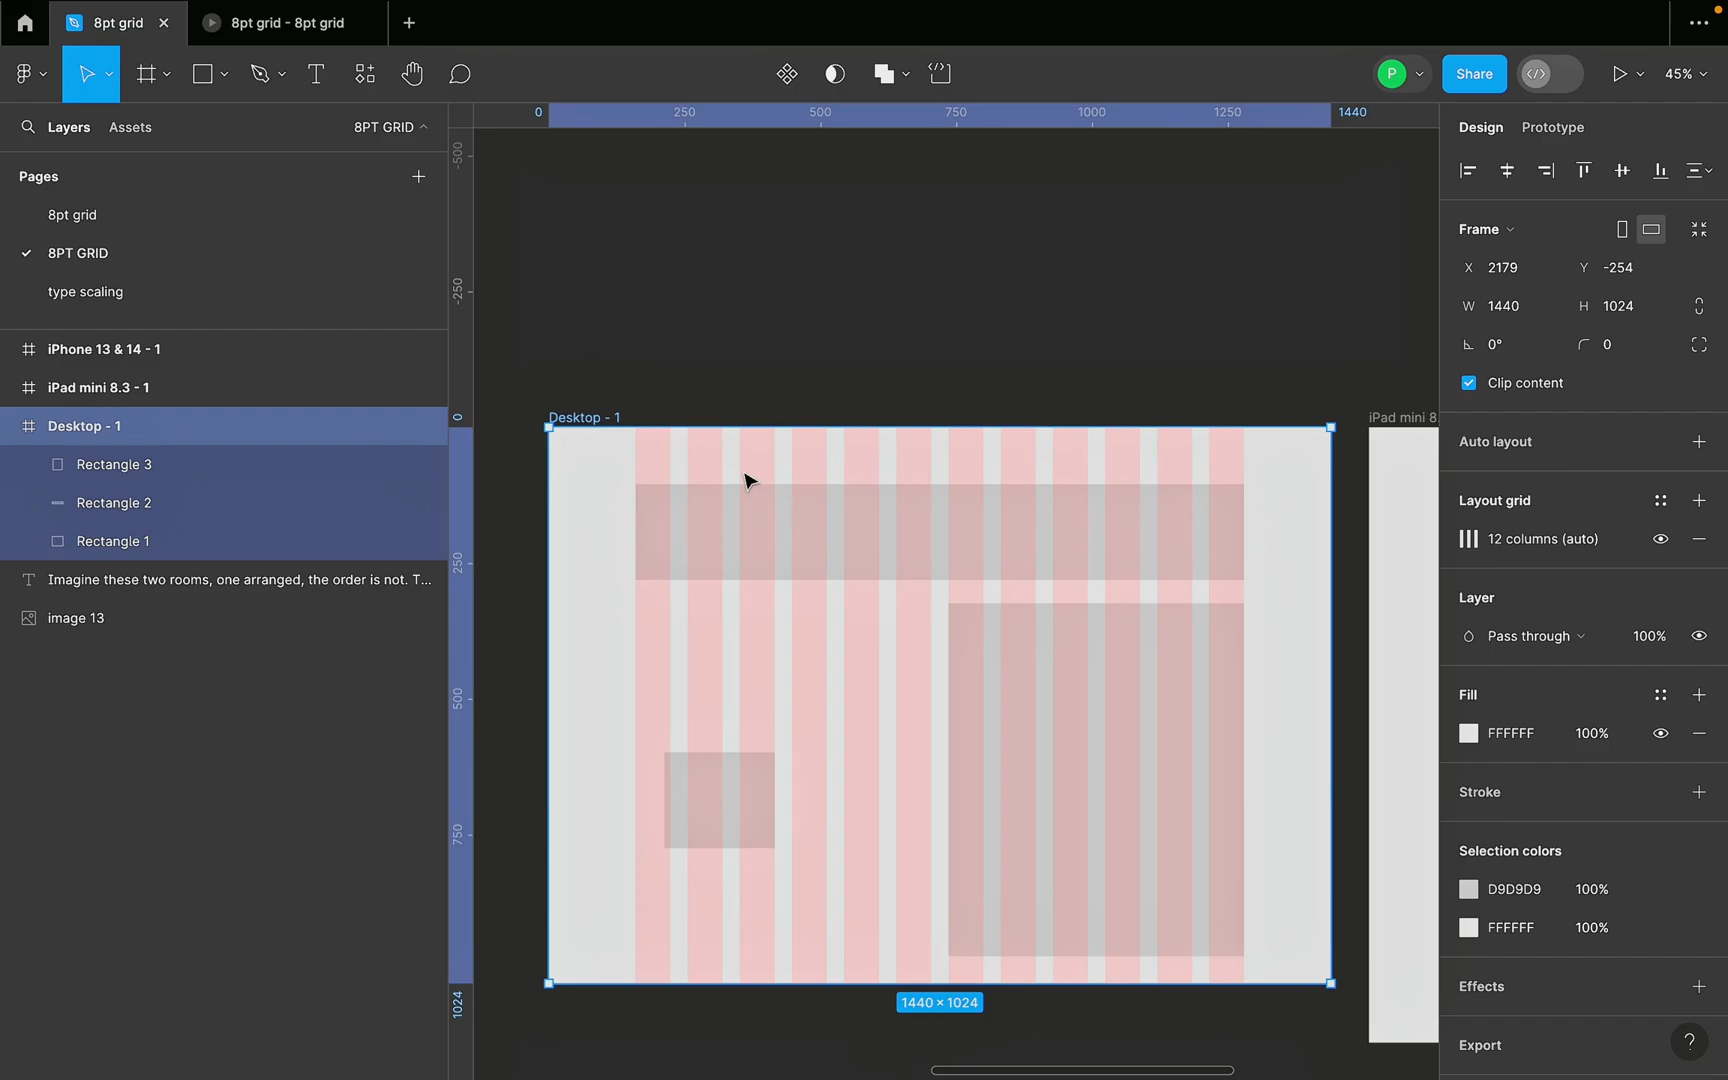 8pt grid
8pt grid - 8pt grid
P
Share
45%
Layers
Assets
8PT GRID
Pages
8pt grid
8PT GRID
type scaling
iPhone 13 & 14 - 1
iPad mini 8.3 - 1
Desktop - 1
Rectangle 3
Rectangle 2
Rectangle 1
Imagine these two rooms, one arranged, the order is not. T...
image 13
0
250
500
750
1000
1250
1440
-500
-250
0
250
500
750
1024
Desktop - 1
iPad mini 8.
1440 × 1024
Design
Prototype
Frame
X 2179
Y -254
W 1440
H 1024
0°
0
Clip content
Auto layout
Layout grid
12 columns (auto)
Layer
Pass through
100%
Fill
FFFFFF
100%
Stroke
Selection colors
D9D9D9
100%
FFFFFF
100%
Effects
Export
?